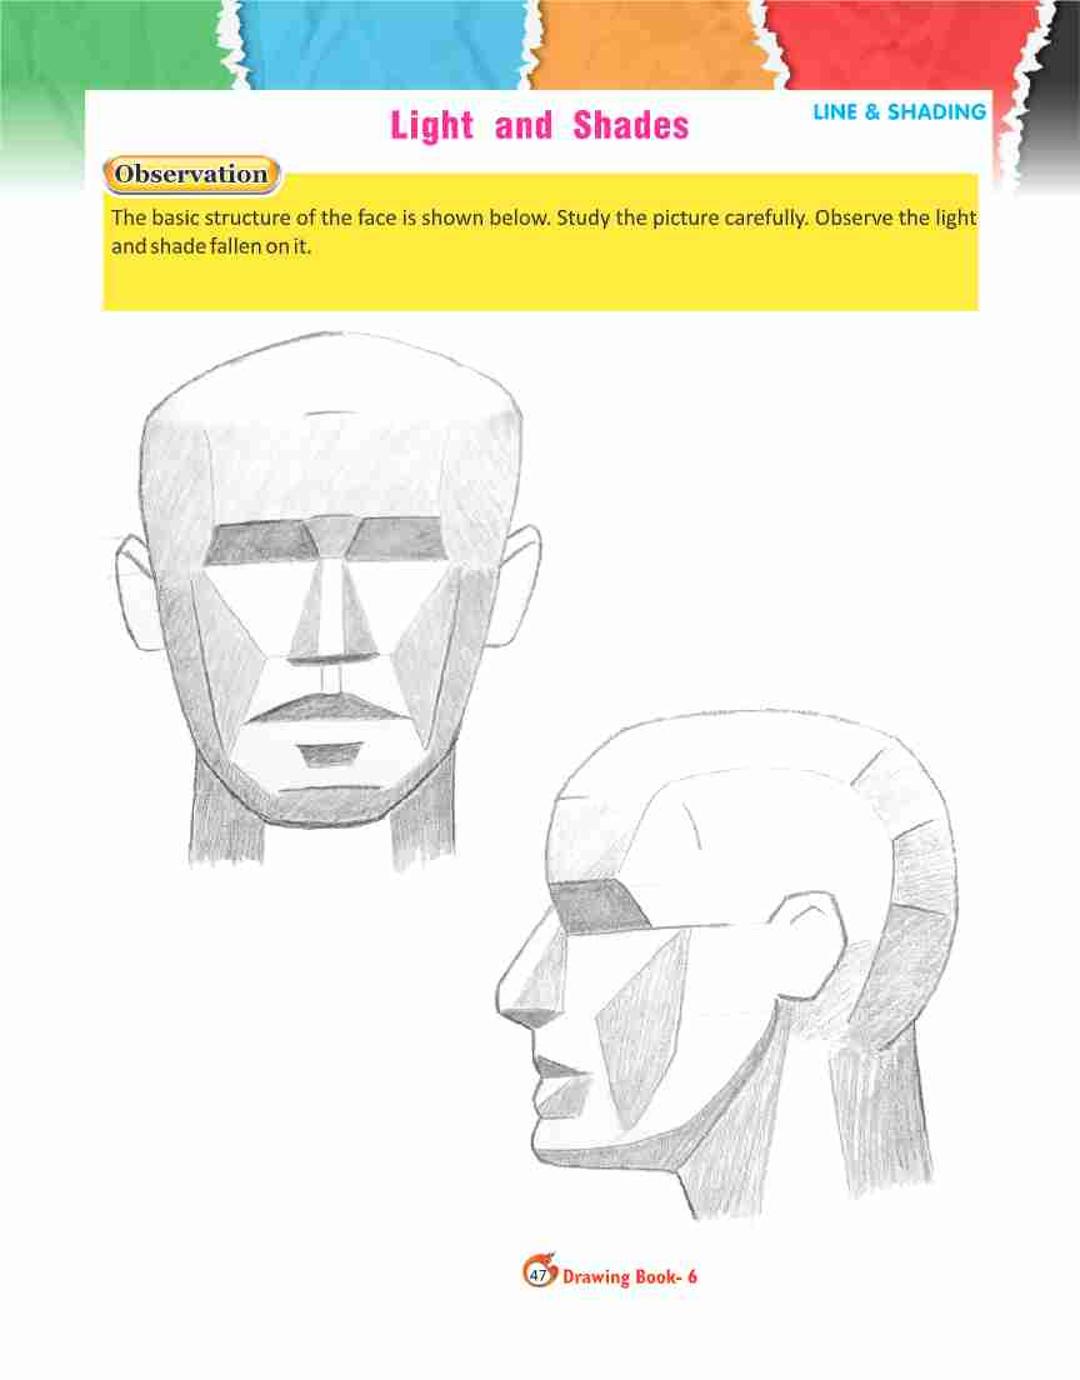 LINE & SHADING
Light and Shades
Observation
The basic structure of the face is shown below. Study the picture carefully. Observe the light
and shade fallen on it.
47 Drawing Book- 6